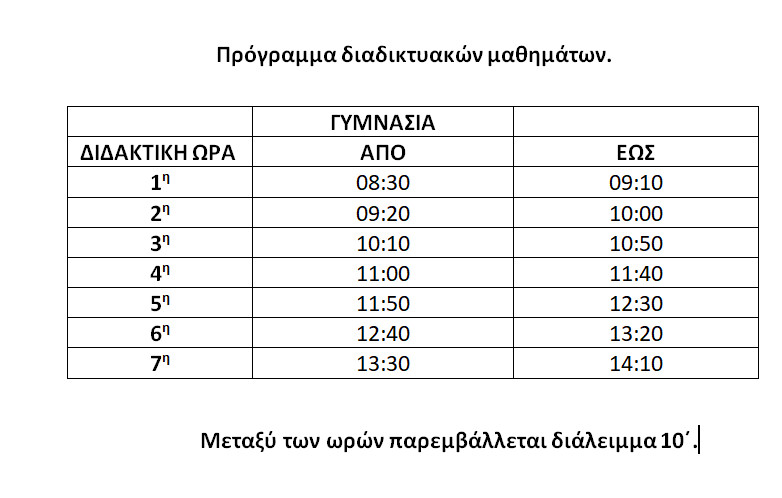 Πρόγραμμα διαδικτυακών μαθημάτων.
ΓΥΜΝΑΣΙΑ
ΔΙΔΑΚΤΙΚΗ ΩΡΑ ΑΠΟ ΕΩΣ
1η 08:30 09:10
2η 09:20 10:00
3η 10:10 10:50
4η 11:00 11:40
5η 11:50 12:30
6η 12:40 13:20
7η 13:30 14:10
Μεταξύ των ωρών παρεμβάλλεται διάλειμμα 10΄.